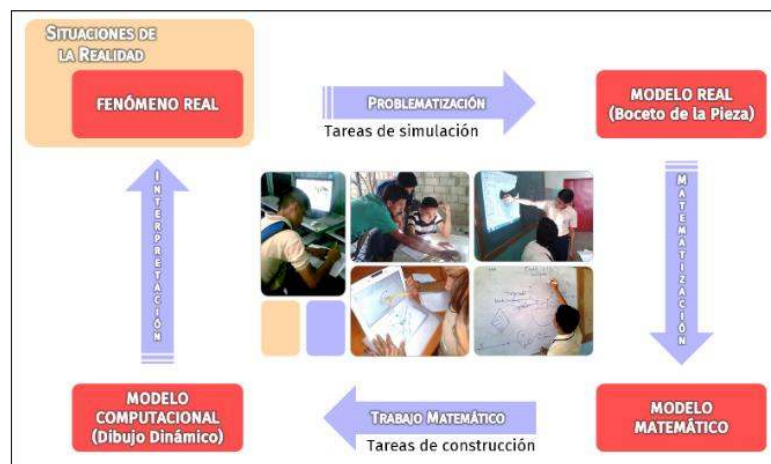 SITUACIONES DE
LA REALIDAD
FENÓMENO REAL
PROBLEMATIZACIÓN
Tareas de simulación
MODELO REAL
(Boceto de la Pieza)
MATEMATIZACIÓN
MODELO
MATEMÁTICO
TRABAJO MATEMÁTICO
Tareas de construcción
MODELO
COMPUTACIONAL
(Dibujo Dinámico)
INTERPRETACIÓN